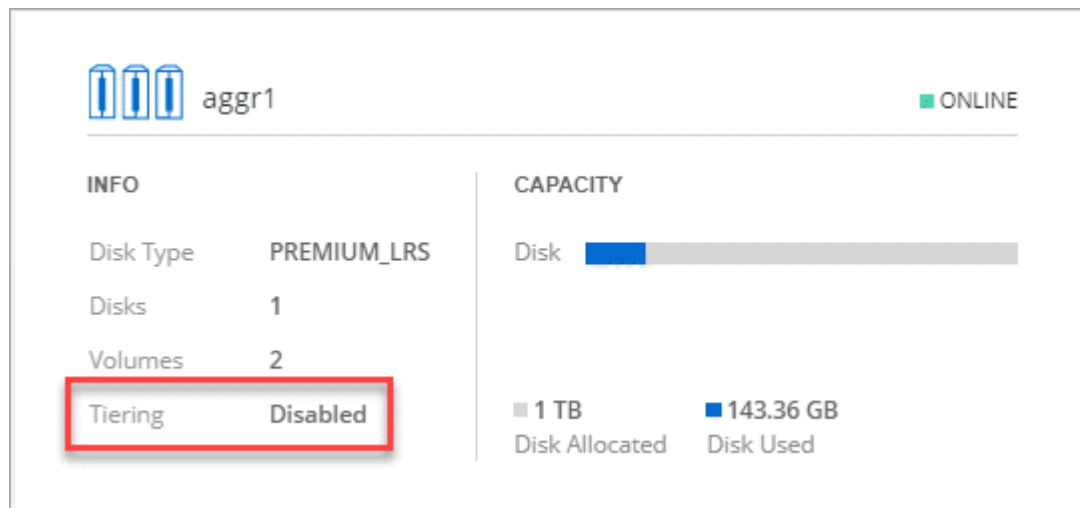 aggr1
ONLINE
INFO
Disk Type PREMIUM_LRS
Disks 1
Volumes 2
Tiering Disabled
CAPACITY
Disk
1 TB
Disk Allocated
143.36 GB
Disk Used